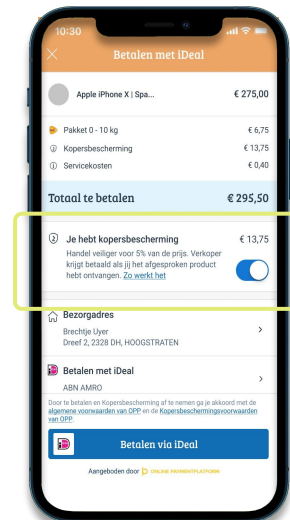 10:30
Betalen met iDeal
Apple iPhone X | Spa... € 275,00
Pakket 0 - 10 kg € 6,75
Kopersbescherming € 13,75
Servicekosten € 0,40
Totaal te betalen € 295,50
Je hebt kopersbescherming € 13,75
Handel veiliger voor 5% van de prijs. Verkoper
krijgt betaald als jij het afgesproken product
hebt ontvangen. Zo werkt het
Bezorgadres
Brechtje Uyer
Dreef 2, 2328 DH, HOOGSTRATEN
Betalen met iDeal
ABN AMRO
Door te betalen en Kopersbescherming af te nemen ga je akkoord met de
algemene voorwaarden van OPP en de Kopersbeschermingsvoorwaarden
van OPP.
Betalen via iDeal
Aangeboden door ONLINE PAYMENTPLATFORM